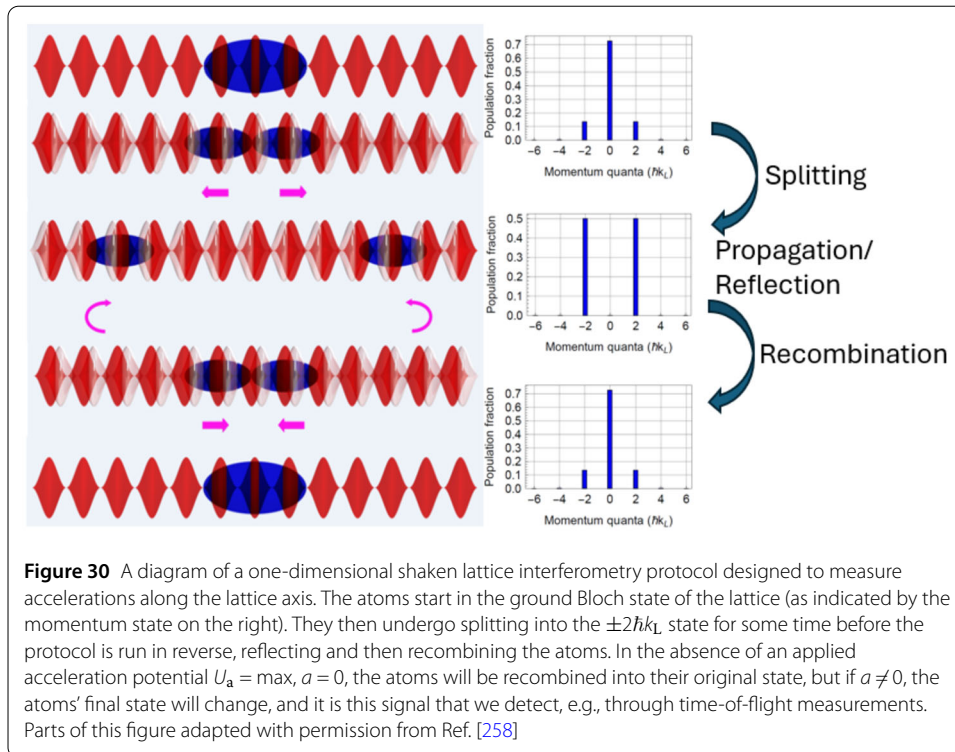 0.7
0.6
0.5
0.4
0.3
0.2
0.1
0.0
Population fraction
−6 −4 −2 0 2 4 6
Momentum quanta (ħk_L)
Splitting
0.5
0.4
0.3
0.2
0.1
0.0
Population fraction
−6 −4 −2 0 2 4 6
Momentum quanta (ħk_L)
Propagation/
Reflection
Recombination
0.7
0.6
0.5
0.4
0.3
0.2
0.1
0.0
Population fraction
−6 −4 −2 0 2 4 6
Momentum quanta (ħk_L)
Figure 30 A diagram of a one-dimensional shaken lattice interferometry protocol designed to measure
accelerations along the lattice axis. The atoms start in the ground Bloch state of the lattice (as indicated by the
momentum state on the right). They then undergo splitting into the ±2ħk_L state for some time before the
protocol is run in reverse, reflecting and then recombining the atoms. In the absence of an applied
acceleration potential U_a = max, a = 0, the atoms will be recombined into their original state, but if a ≠ 0, the
atoms' final state will change, and it is this signal that we detect, e.g., through time-of-flight measurements.
Parts of this figure adapted with permission from Ref. [258]